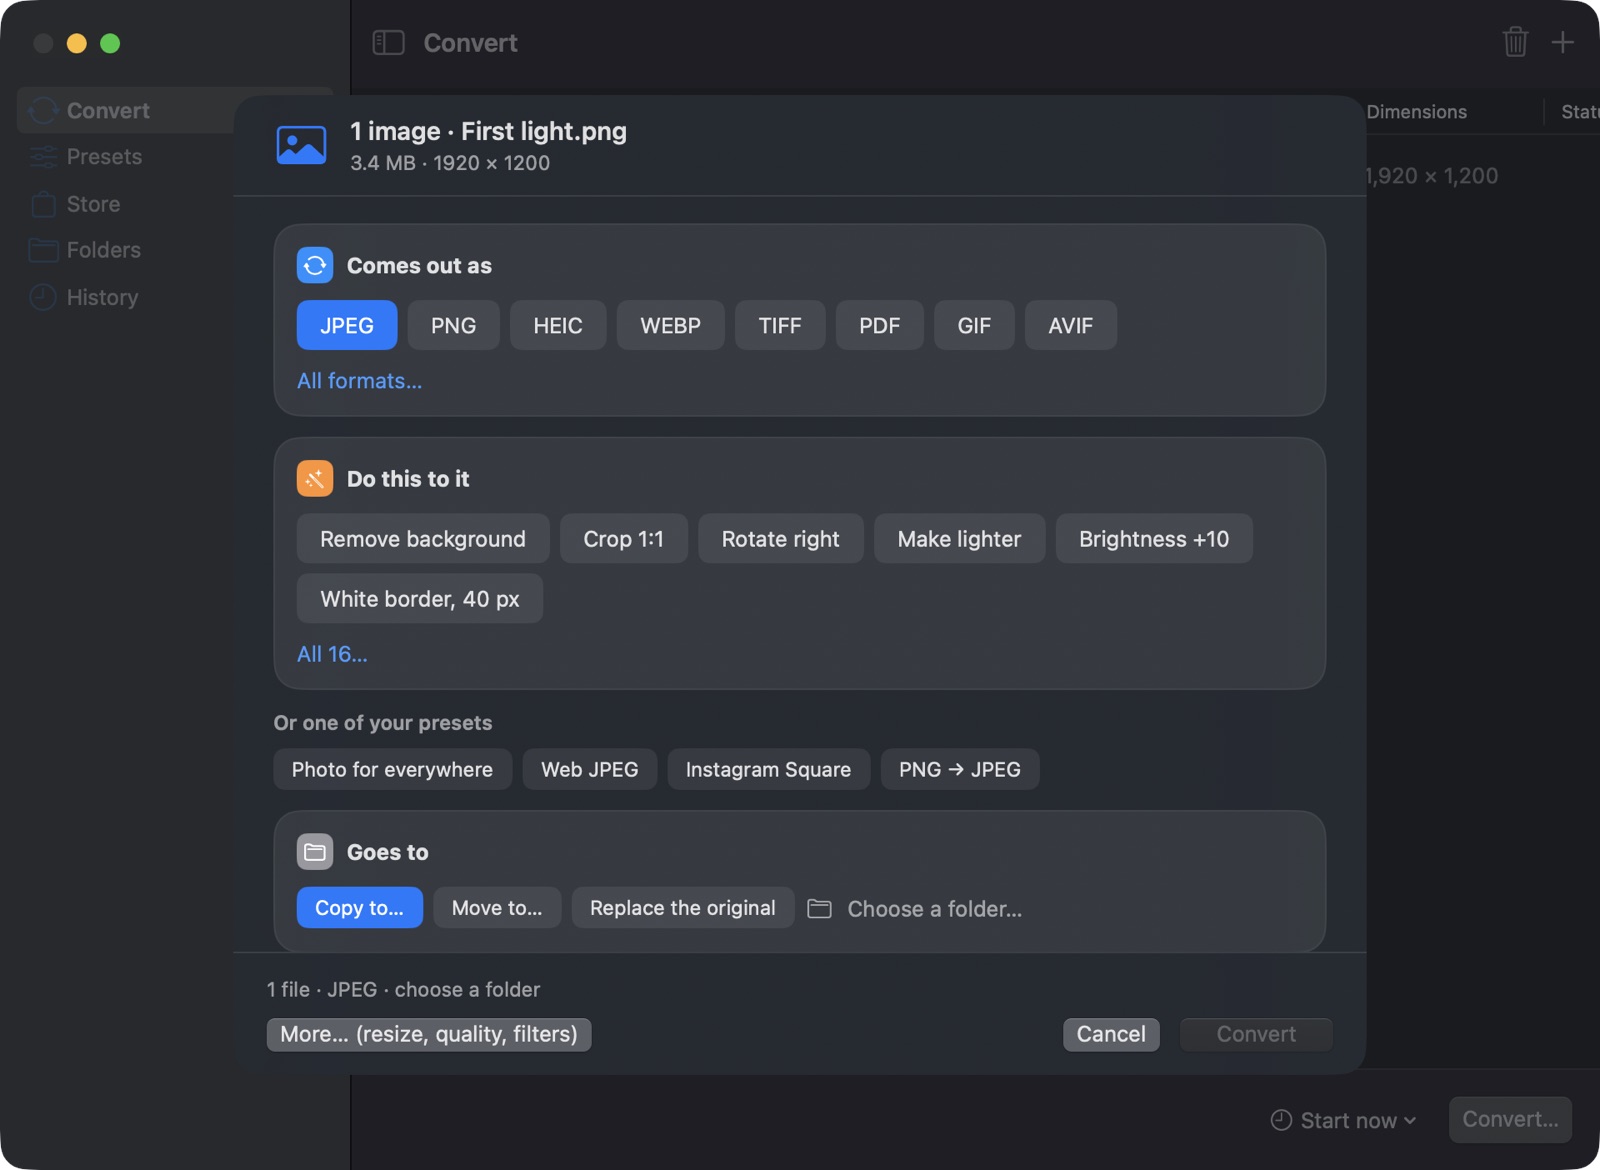 Convert
Convert
Presets
Store
Folders
History
Dimensions
1,920 × 1,200
1 image · First light.png
3.4 MB · 1920 × 1200
Comes out as
JPEG PNG HEIC WEBP TIFF PDF GIF AVIF
All formats...
Do this to it
Remove background Crop 1:1 Rotate right Make lighter Brightness +10
White border, 40 px
All 16...
Or one of your presets
Photo for everywhere Web JPEG Instagram Square PNG → JPEG
Goes to
Copy to... Move to... Replace the original Choose a folder...
1 file · JPEG · choose a folder
More... (resize, quality, filters) Cancel Convert
Start now Convert...